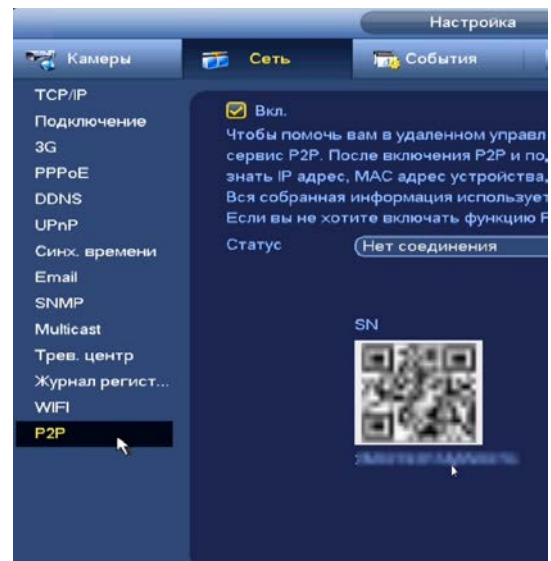 Настройка
Камеры
Сеть
События
TCP/IP
Подключение
3G
PPPoE
DDNS
UPnP
Синх. времени
Email
SNMP
Multicast
Трев. центр
Журнал регист...
WIFI
P2P
Вкл.
Чтобы помочь вам в удаленном управл
сервис P2P. После включения P2P и по
знать IP адрес, MAC адрес устройства,
Вся собранная информация использует
Если вы не хотите включать функцию
Статус
Нет соединения
SN